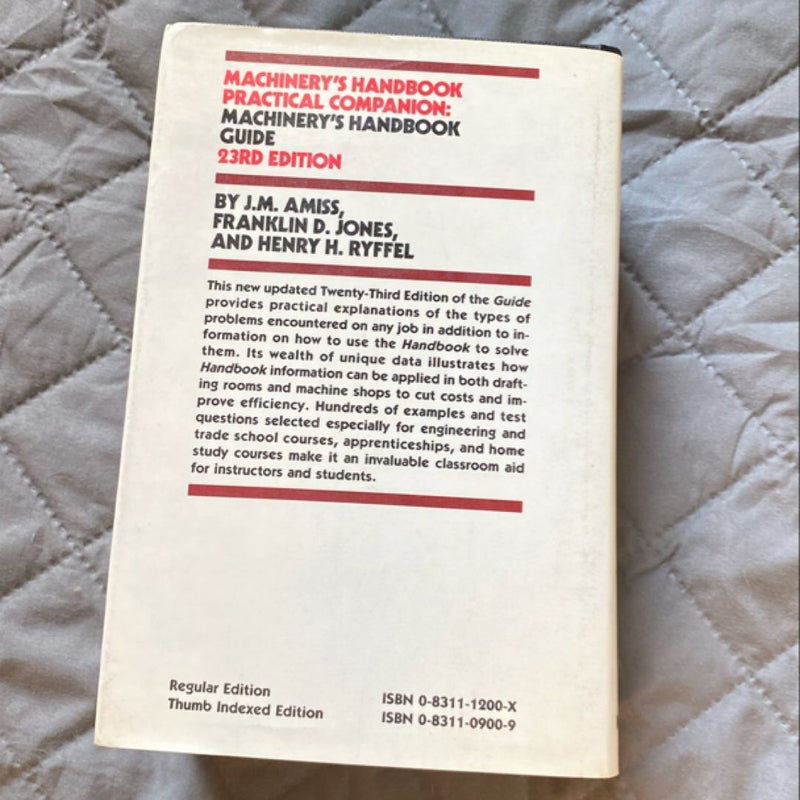 MACHINERY'S HANDBOOK
PRACTICAL COMPANION:
MACHINERY'S HANDBOOK
GUIDE
23RD EDITION
BY J.M. AMISS,
FRANKLIN D. JONES,
AND HENRY H. RYFFEL
This new updated Twenty-Third Edition of the Guide
provides practical explanations of the types of
problems encountered on any job in addition to in-
formation on how to use the Handbook to solve
them. Its wealth of unique data illustrates how
Handbook information can be applied in both draft-
ing rooms and machine shops to cut costs and im-
prove efficiency. Hundreds of examples and test
questions selected especially for engineering and
trade school courses, apprenticeships, and home
study courses make it an invaluable classroom aid
for instructors and students.
Regular Edition ISBN 0-8311-1200-X
Thumb Indexed Edition ISBN 0-8311-0900-9